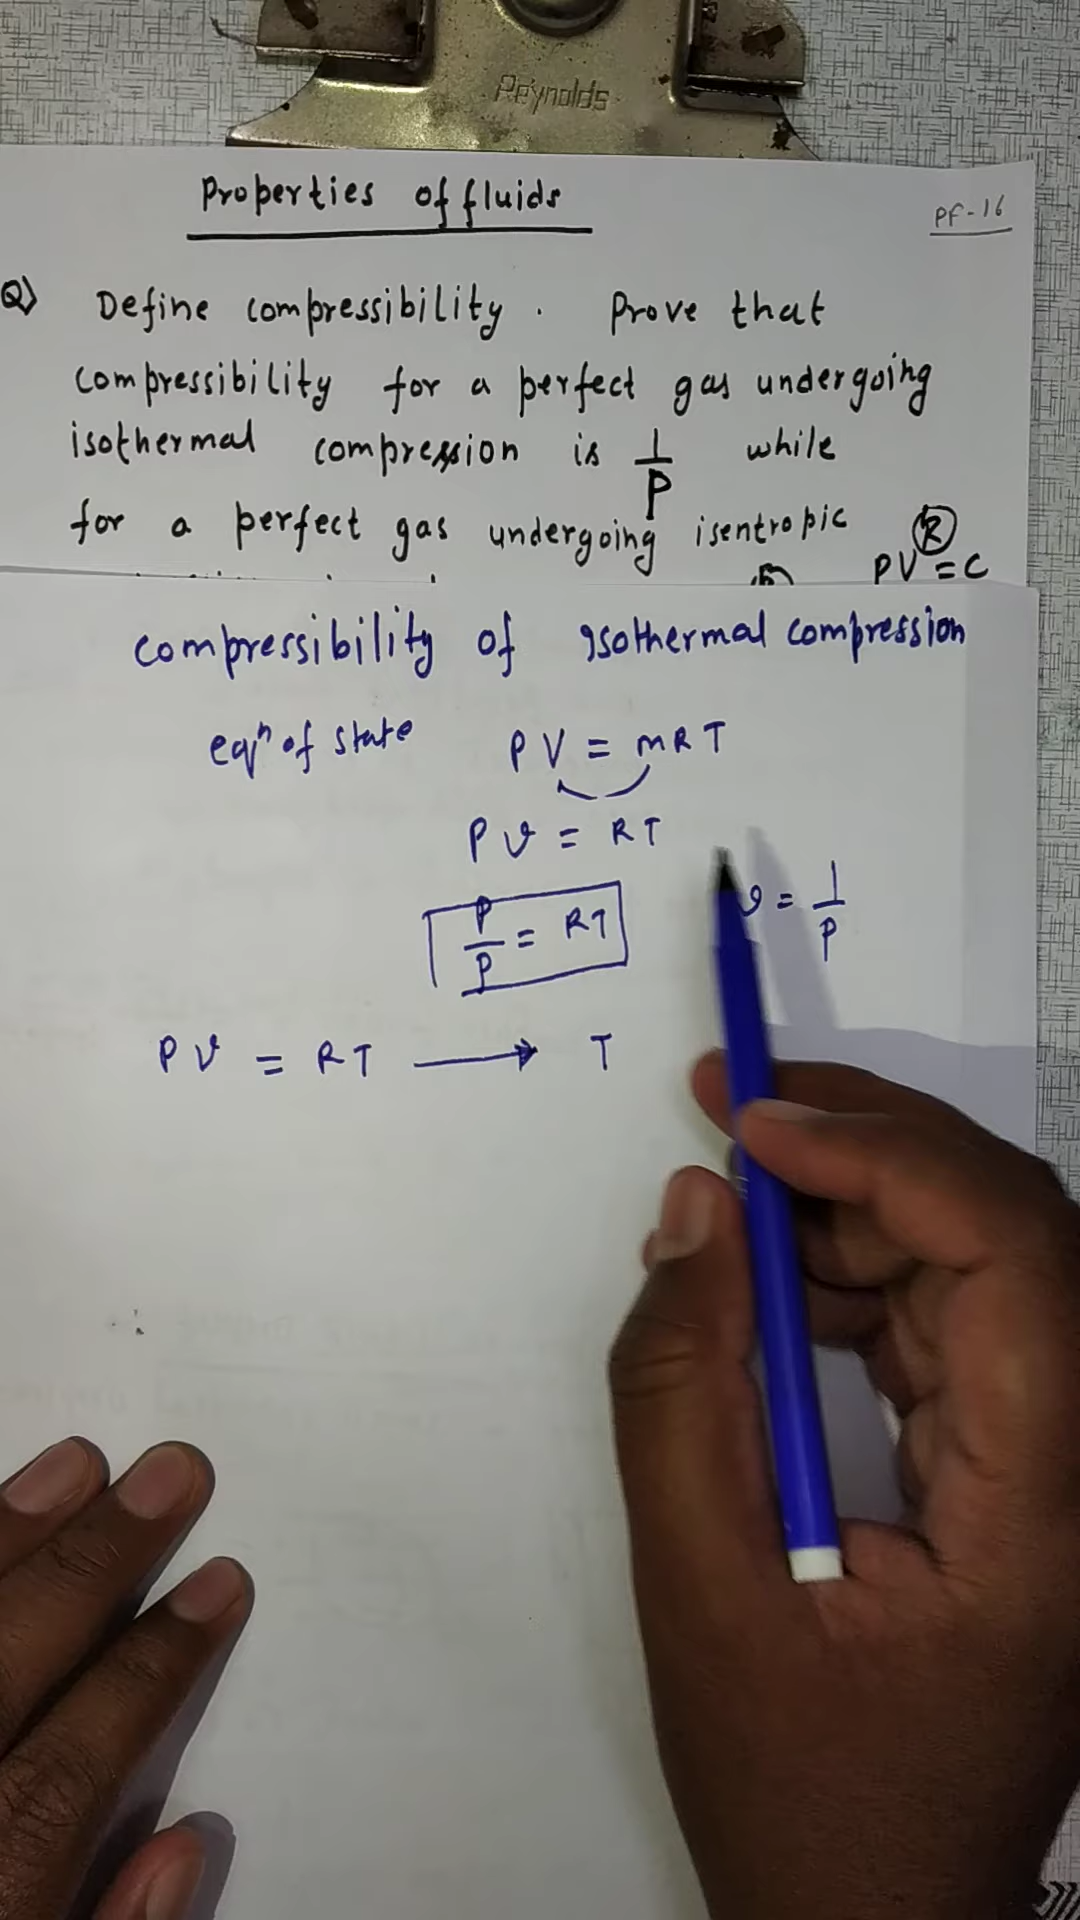 Reynolds
Properties of fluids
PF-16
Q) Define compressibility. Prove that
compressibility for a perfect gas undergoing
isothermal compression is 1/P while
for a perfect gas undergoing isentropic
PV^k = C
compressibility of Isothermal compression
eqⁿ of state PV = mRT
Pv = RT
v = 1/ρ
P/ρ = RT
Pv = RT → T